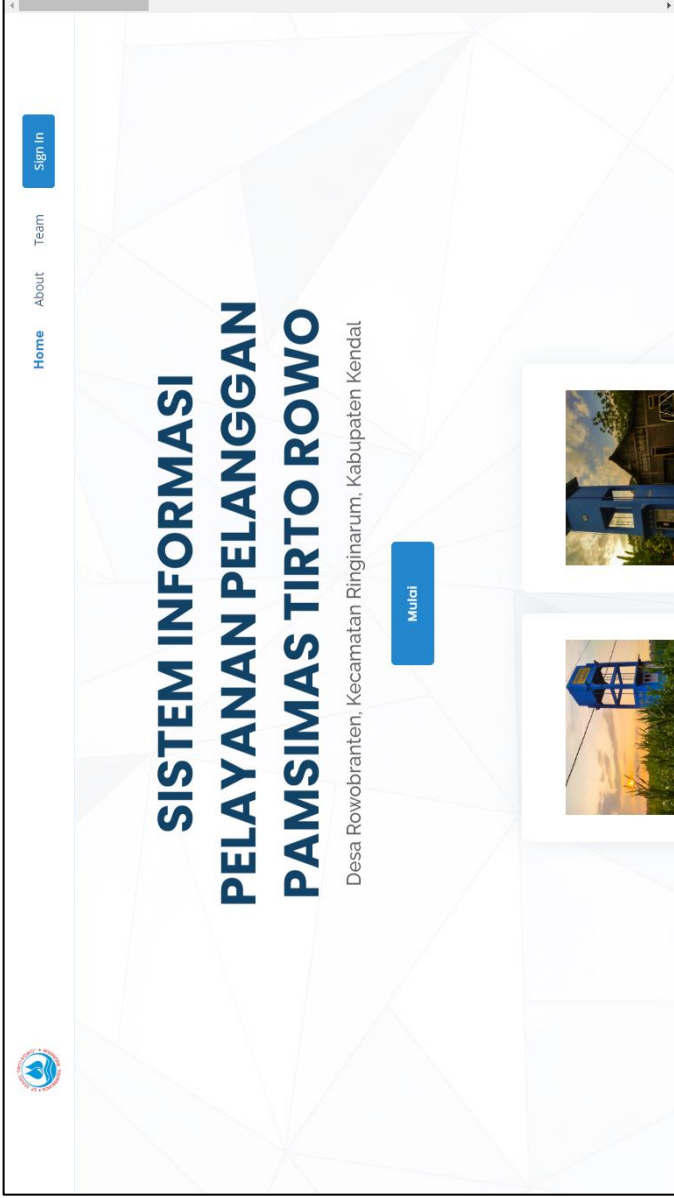 Home
About
Team
Sign In
SISTEM INFORMASI
PELAYANAN PELANGGAN
PAMSIMAS TIRTO ROWO
Desa Rowobranten, Kecamatan Ringinarum, Kabupaten Kendal
Mulai